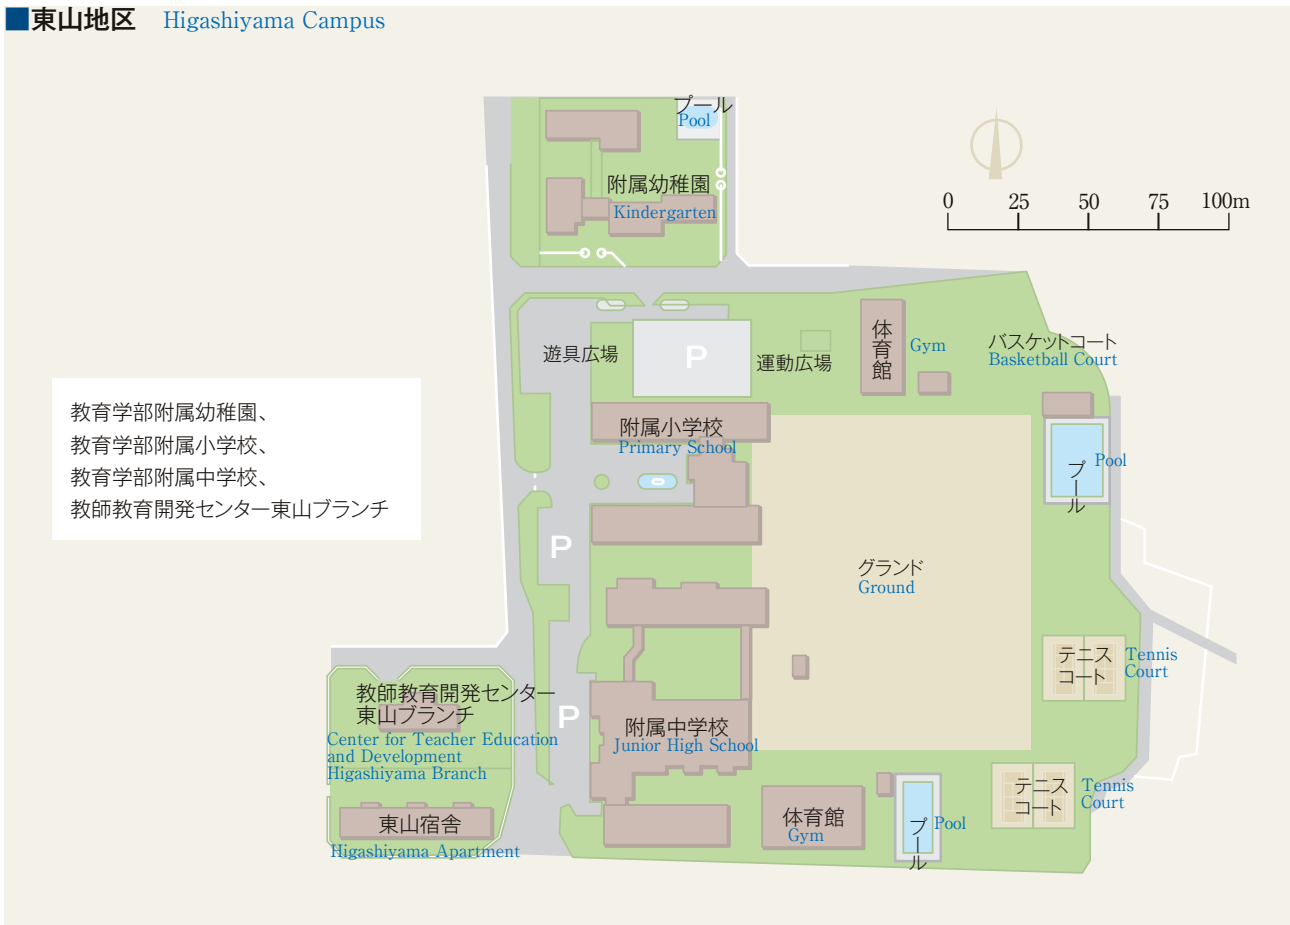 ■東山地区 Higashiyama Campus
プール
Pool
附属幼稚園
Kindergarten
0 25 50 75 100m
遊具広場
P
運動広場
体育館
Gym
バスケットコート
Basketball Court
教育学部附属幼稚園、
教育学部附属小学校、
教育学部附属中学校、
教師教育開発センター東山ブランチ
附属小学校
Primary School
プール
Pool
P
グランド
Ground
テニス
コート
Tennis
Court
教師教育開発センター
東山ブランチ
Center for Teacher Education
and Development
Higashiyama Branch
P
附属中学校
Junior High School
テニス
コート
Tennis
Court
東山宿舎
Higashiyama Apartment
体育館
Gym
プール
Pool